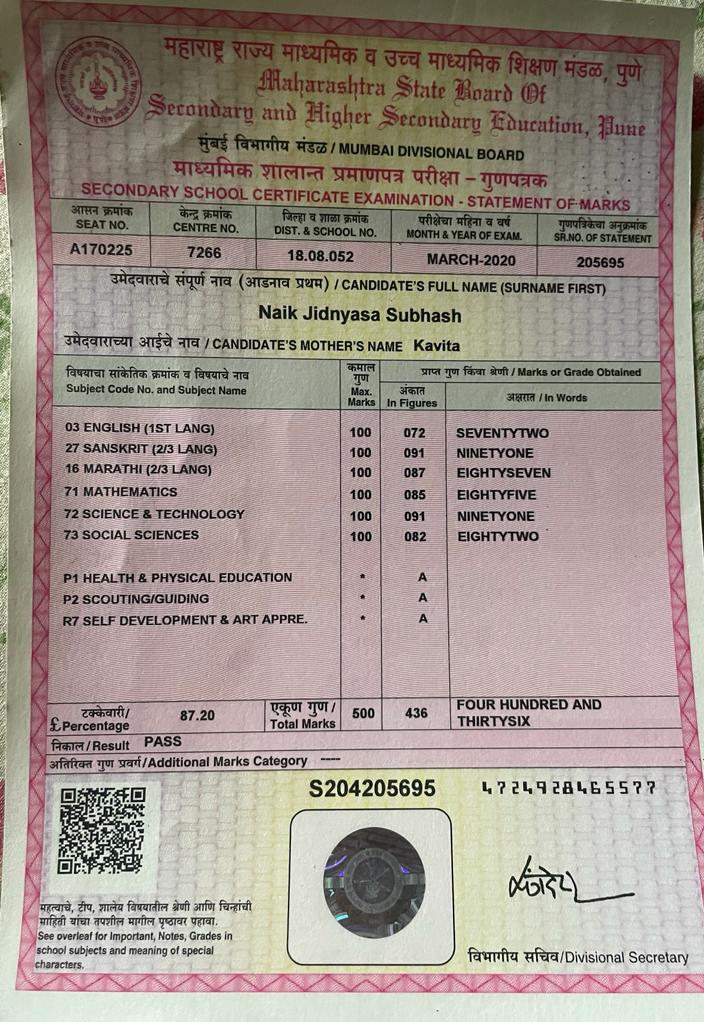 महाराष्ट्र राज्य माध्यमिक व उच्च माध्यमिक शिक्षण मंडळ, पुणे
Maharashtra State Board Of
Secondary and Higher Secondary Education, Pune
मुंबई विभागीय मंडळ / MUMBAI DIVISIONAL BOARD
माध्यमिक शालान्त प्रमाणपत्र परीक्षा – गुणपत्रक
SECONDARY SCHOOL CERTIFICATE EXAMINATION - STATEMENT OF MARKS
आसन क्रमांक केन्द्र क्रमांक जिल्हा व शाळा क्रमांक परीक्षेचा महिना व वर्ष गुणपत्रिकेचा अनुक्रमांक
SEAT NO. CENTRE NO. DIST. & SCHOOL NO. MONTH & YEAR OF EXAM. SR.NO. OF STATEMENT
A170225 7266 18.08.052 MARCH-2020 205695
उमेदवाराचे संपूर्ण नाव (आडनाव प्रथम) / CANDIDATE'S FULL NAME (SURNAME FIRST)
Naik Jidnyasa Subhash
उमेदवाराच्या आईचे नाव / CANDIDATE'S MOTHER'S NAME Kavita
विषयाचा सांकेतिक क्रमांक व विषयाचे नाव
Subject Code No. and Subject Name
कमाल
गुण
Max.
Marks
प्राप्त गुण किंवा श्रेणी / Marks or Grade Obtained
अंकात
In Figures
अक्षरात / In Words
03 ENGLISH (1ST LANG) 100 072 SEVENTYTWO
27 SANSKRIT (2/3 LANG) 100 091 NINETYONE
16 MARATHI (2/3 LANG) 100 087 EIGHTYSEVEN
71 MATHEMATICS 100 085 EIGHTYFIVE
72 SCIENCE & TECHNOLOGY 100 091 NINETYONE
73 SOCIAL SCIENCES 100 082 EIGHTYTWO
P1 HEALTH & PHYSICAL EDUCATION * A
P2 SCOUTING/GUIDING * A
R7 SELF DEVELOPMENT & ART APPRE. * A
टक्केवारी/
£ Percentage
87.20
एकूण गुण /
Total Marks
500 436
FOUR HUNDRED AND
THIRTYSIX
निकाल/Result PASS
अतिरिक्त गुण प्रवर्ग/Additional Marks Category ----
S204205695
4724928465577
महत्वाचे, टीप, शालेय विषयातील श्रेणी आणि चिन्हांची
माहिती यांचा तपशील मागील पृष्ठावर पहावा.
See overleaf for Important, Notes, Grades in
school subjects and meaning of special
characters.
विभागीय सचिव/Divisional Secretary